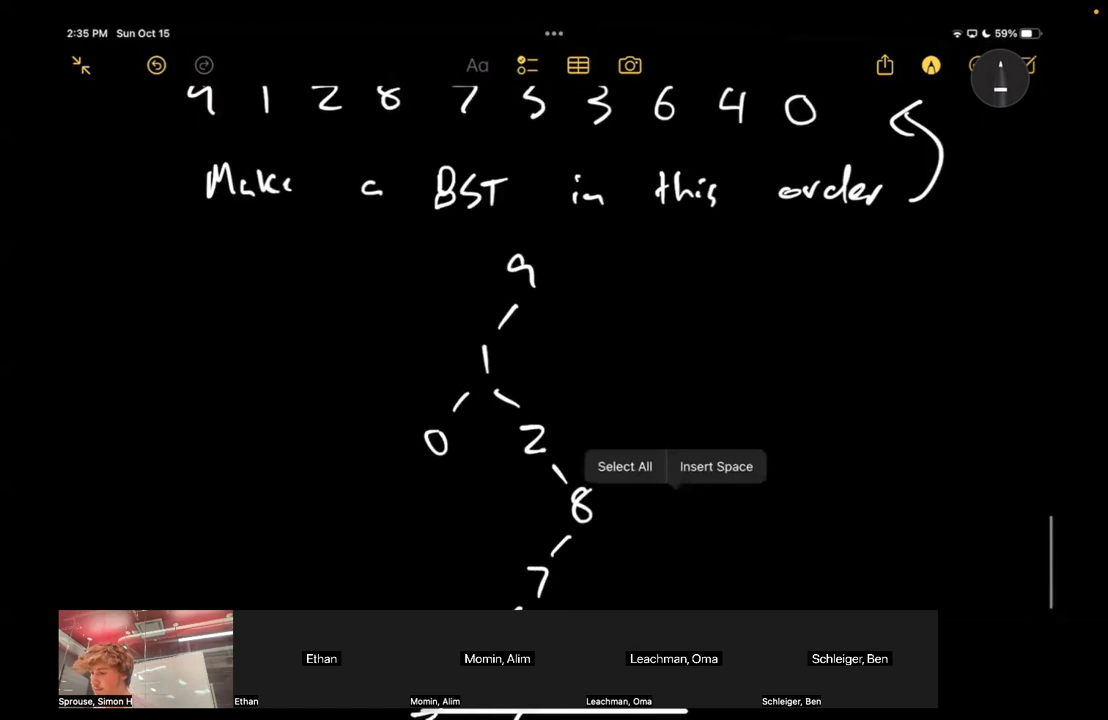 2:35 PM Sun Oct 15
59%
Aa
9 1 2 8 7 5 3 6 4 0
Make a BST in this order
9
1
0 2
Select All Insert Space
8
7
Ethan Momin, Alim Leachman, Oma Schleiger, Ben
Sprouse, Simon H Ethan Momin, Alim Leachman, Oma Schleiger, Ben